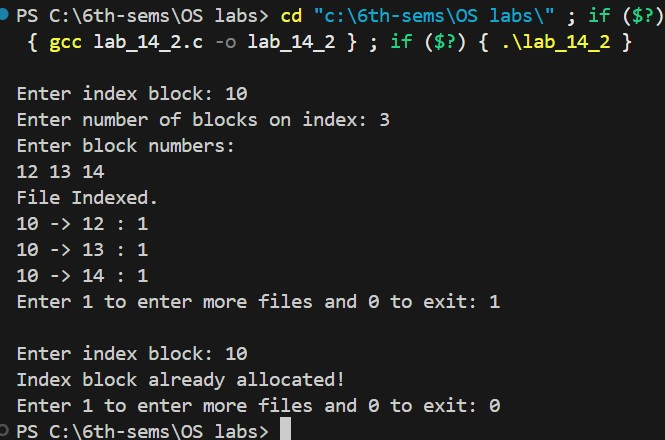 PS C:\6th-sems\OS labs> cd "c:\6th-sems\OS labs\" ; if ($?)
{ gcc lab_14_2.c -o lab_14_2 } ; if ($?) { .\lab_14_2 }
Enter index block: 10
Enter number of blocks on index: 3
Enter block numbers:
12 13 14
File Indexed.
10 -> 12 : 1
10 -> 13 : 1
10 -> 14 : 1
Enter 1 to enter more files and 0 to exit: 1
Enter index block: 10
Index block already allocated!
Enter 1 to enter more files and 0 to exit: 0
PS C:\6th-sems\OS labs>